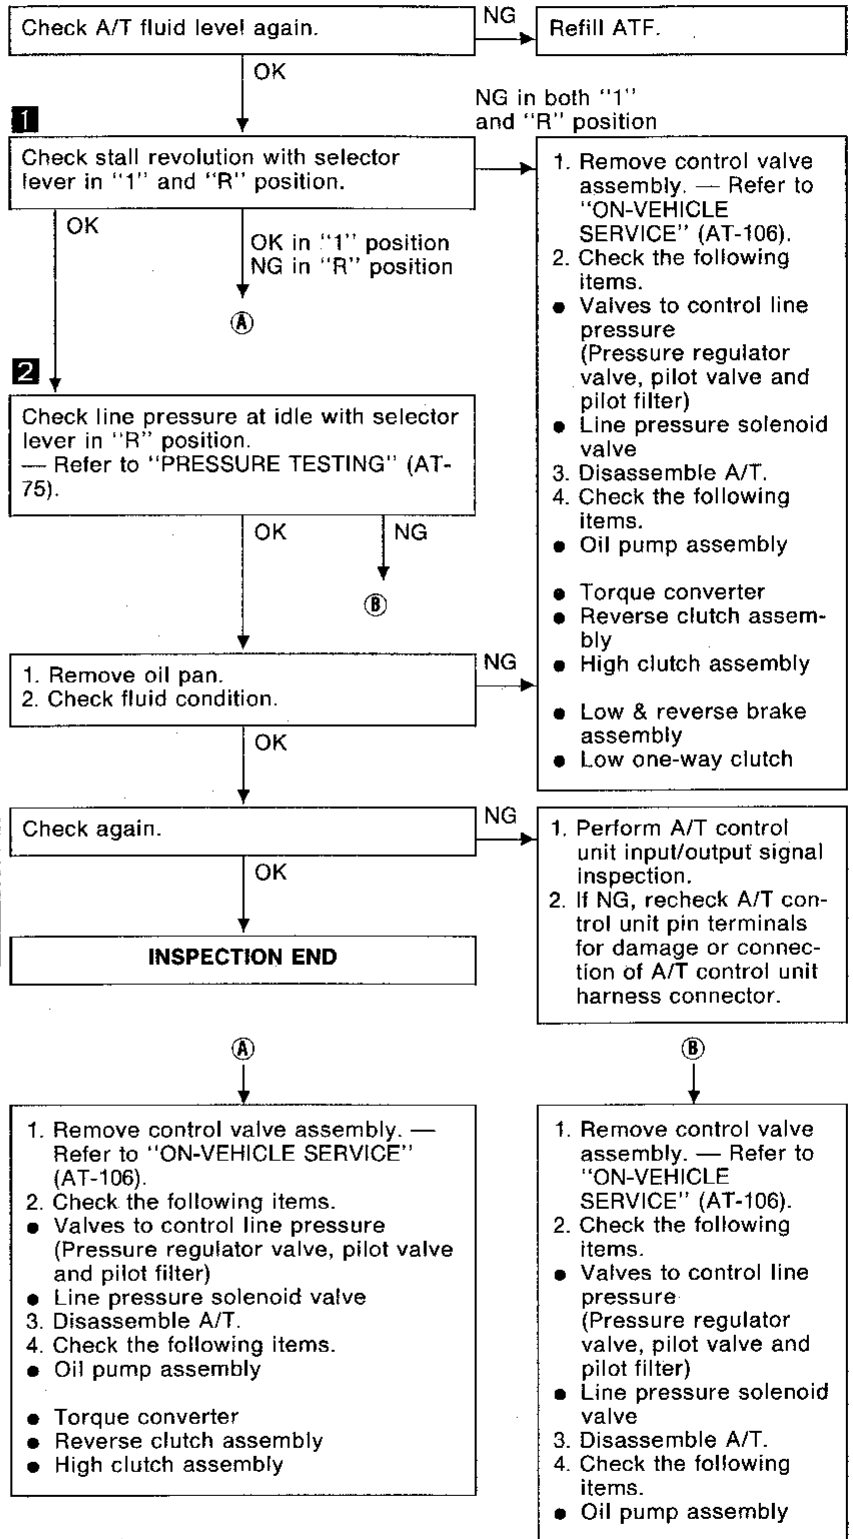 Check A/T fluid level again.
NG
Refill ATF.
OK
1
NG in both "1"
and "R" position
Check stall revolution with selector
lever in "1" and "R" position.
OK
OK in "1" position
NG in "R" position
A
1. Remove control valve
assembly. — Refer to
"ON-VEHICLE
SERVICE" (AT-106).
2. Check the following
items.
● Valves to control line
pressure
(Pressure regulator
valve, pilot valve and
pilot filter)
● Line pressure solenoid
valve
3. Disassemble A/T.
4. Check the following
items.
● Oil pump assembly
● Torque converter
● Reverse clutch assem-
bly
● High clutch assembly
● Low & reverse brake
assembly
● Low one-way clutch
2
Check line pressure at idle with selector
lever in "R" position.
— Refer to "PRESSURE TESTING" (AT-
75).
OK
NG
B
1. Remove oil pan.
2. Check fluid condition.
NG
OK
Check again.
NG
1. Perform A/T control
unit input/output signal
inspection.
2. If NG, recheck A/T con-
trol unit pin terminals
for damage or connec-
tion of A/T control unit
harness connector.
OK
INSPECTION END
A
1. Remove control valve assembly. —
Refer to "ON-VEHICLE SERVICE"
(AT-106).
2. Check the following items.
● Valves to control line pressure
(Pressure regulator valve, pilot valve
and pilot filter)
● Line pressure solenoid valve
3. Disassemble A/T.
4. Check the following items.
● Oil pump assembly
● Torque converter
● Reverse clutch assembly
● High clutch assembly
B
1. Remove control valve
assembly. — Refer to
"ON-VEHICLE
SERVICE" (AT-106).
2. Check the following
items.
● Valves to control line
pressure
(Pressure regulator
valve, pilot valve and
pilot filter)
● Line pressure solenoid
valve
3. Disassemble A/T.
4. Check the following
items.
● Oil pump assembly